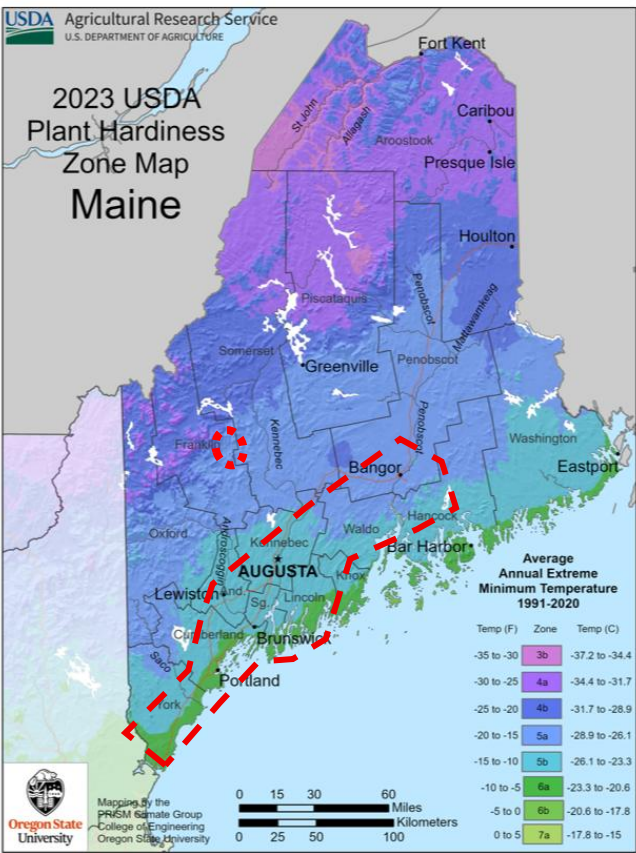 USDA
Agricultural Research Service
U.S. DEPARTMENT OF AGRICULTURE
2023 USDA
Plant Hardiness
Zone Map
Maine
Fort Kent
St John
Allagash
Caribou
Aroostook
Presque Isle
Houlton
Piscataquis
Penobscot
Mattawamkeag
Somerset
Greenville
Penobscot
Kennebec
Penobscot
Franklin
Washington
Bangor
Eastport
Oxford
Androscoggin
Waldo
Hancock
Kennebec
Bar Harbor
AUGUSTA
Knox
Lewiston
And.
Lincoln
Sg.
Cumberland
Brunswick
Saco
Portland
York
Average
Annual Extreme
Minimum Temperature
1991-2020
Temp (F) Zone Temp (C)
-35 to -30 3b -37.2 to -34.4
-30 to -25 4a -34.4 to -31.7
-25 to -20 4b -31.7 to -28.9
-20 to -15 5a -28.9 to -26.1
-15 to -10 5b -26.1 to -23.3
-10 to -5 6a -23.3 to -20.6
-5 to 0 6b -20.6 to -17.8
0 to 5 7a -17.8 to -15
Oregon State
University
Mapping by the
PRISM Climate Group
College of Engineering
Oregon State University
0 15 30 60
Miles
Kilometers
0 25 50 100